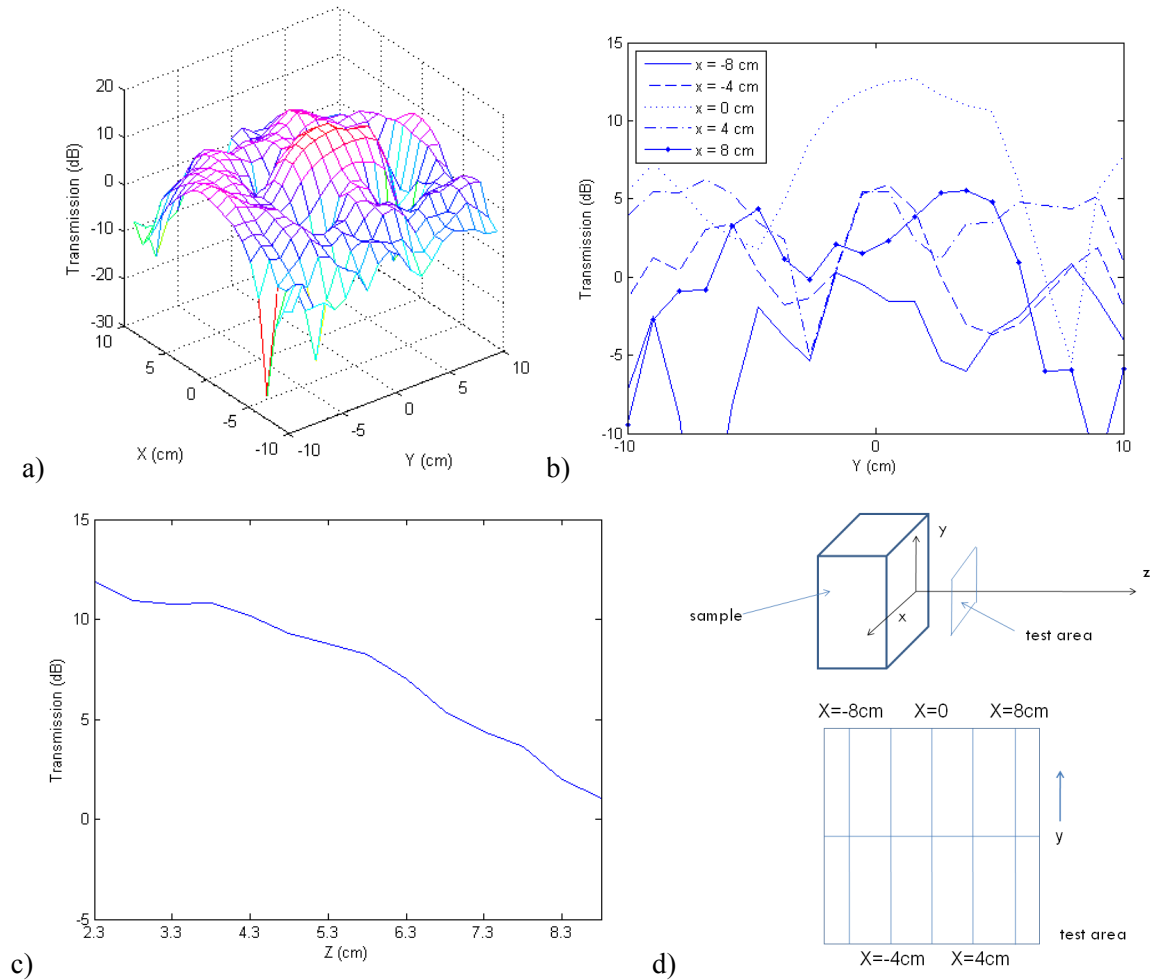 20
10
0
-10
-20
-30
Transmission (dB)
10
5
0
-5
-10
X (cm)
-10
-5
0
5
10
Y (cm)
a)
15
10
5
0
-5
-10
Transmission (dB)
x = -8 cm
x = -4 cm
x = 0 cm
x = 4 cm
x = 8 cm
-10
-5
0
5
10
Y (cm)
b)
15
10
5
0
-5
Transmission (dB)
2.3
3.3
4.3
5.3
6.3
7.3
8.3
Z (cm)
c)
y
z
x
sample
test area
X=-8cm
X=0
X=8cm
y
test area
X=-4cm
X=4cm
d)